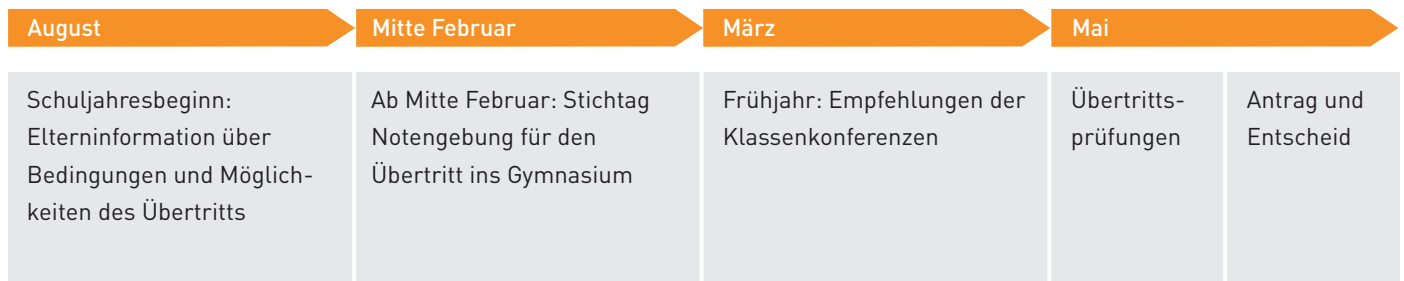 August
Mitte Februar
März
Mai
Schuljahresbeginn:
Elterninformation über
Bedingungen und Möglich-
keiten des Übertritts
Ab Mitte Februar: Stichtag
Notengebung für den
Übertritt ins Gymnasium
Frühjahr: Empfehlungen der
Klassenkonferenzen
Übertritts-
prüfungen
Antrag und
Entscheid